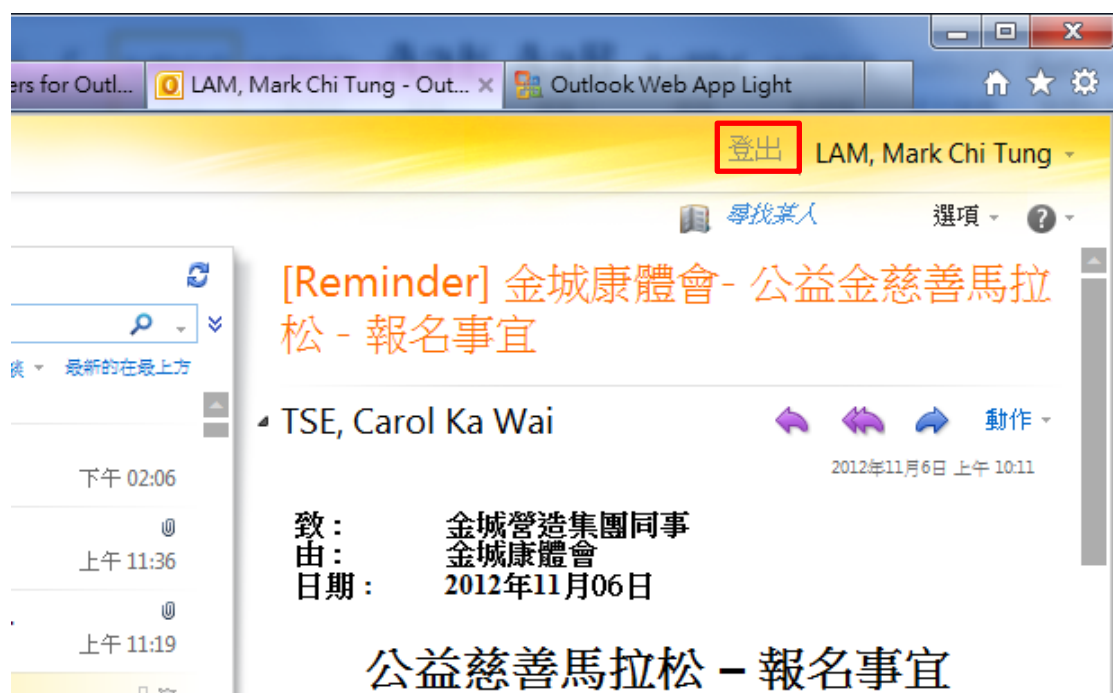 ers for Outl...
LAM, Mark Chi Tung - Out...
Outlook Web App Light
登出
LAM, Mark Chi Tung
尋找某人
選項
[Reminder] 金城康體會- 公益金慈善馬拉
松 - 報名事宜
最新的在最上方
TSE, Carol Ka Wai
動作
2012年11月6日 上午 10:11
下午 02:06
上午 11:36
上午 11:19
致： 金城營造集團同事
由： 金城康體會
日期： 2012年11月06日
公益慈善馬拉松 – 報名事宜